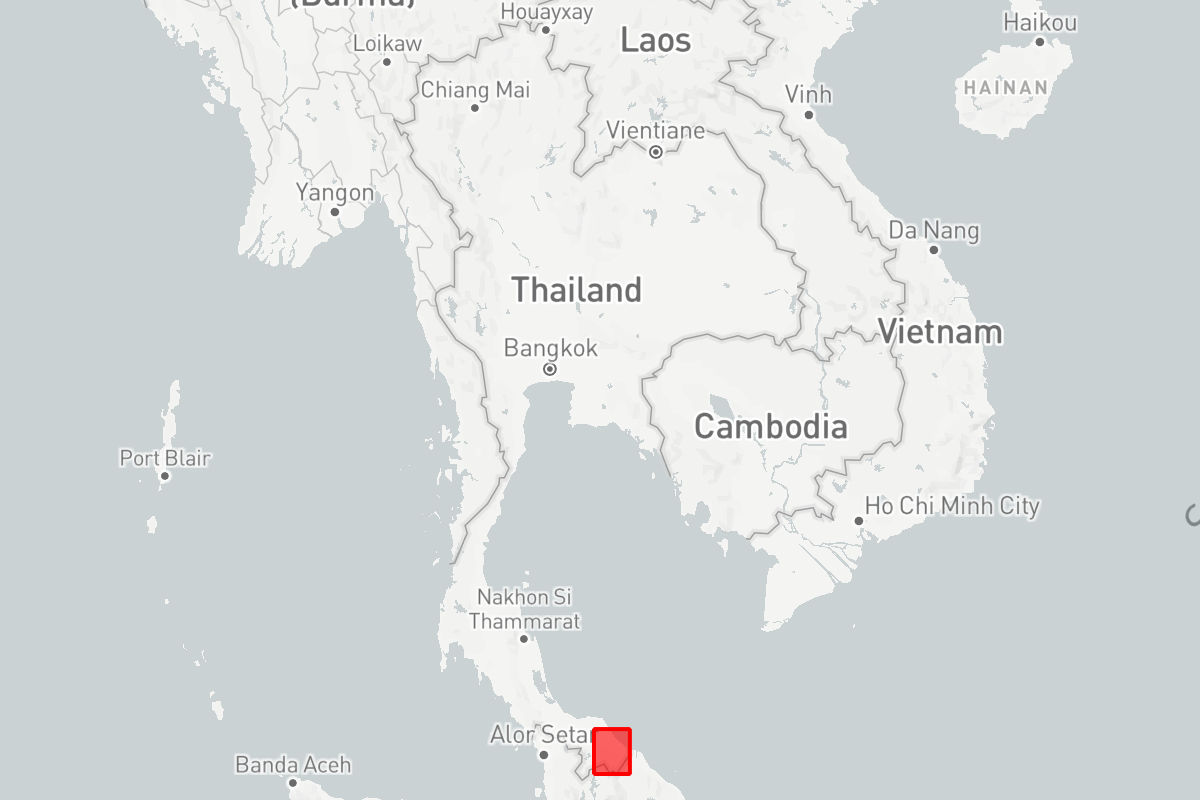 (Burma)
Houayxay
Haikou
Loikaw
Laos
HAINAN
Chiang Mai
Vinh
Vientiane
Yangon
Da Nang
Thailand
Vietnam
Bangkok
Cambodia
Port Blair
Ho Chi Minh City
Nakhon Si
Thammarat
Alor Setar
Banda Aceh